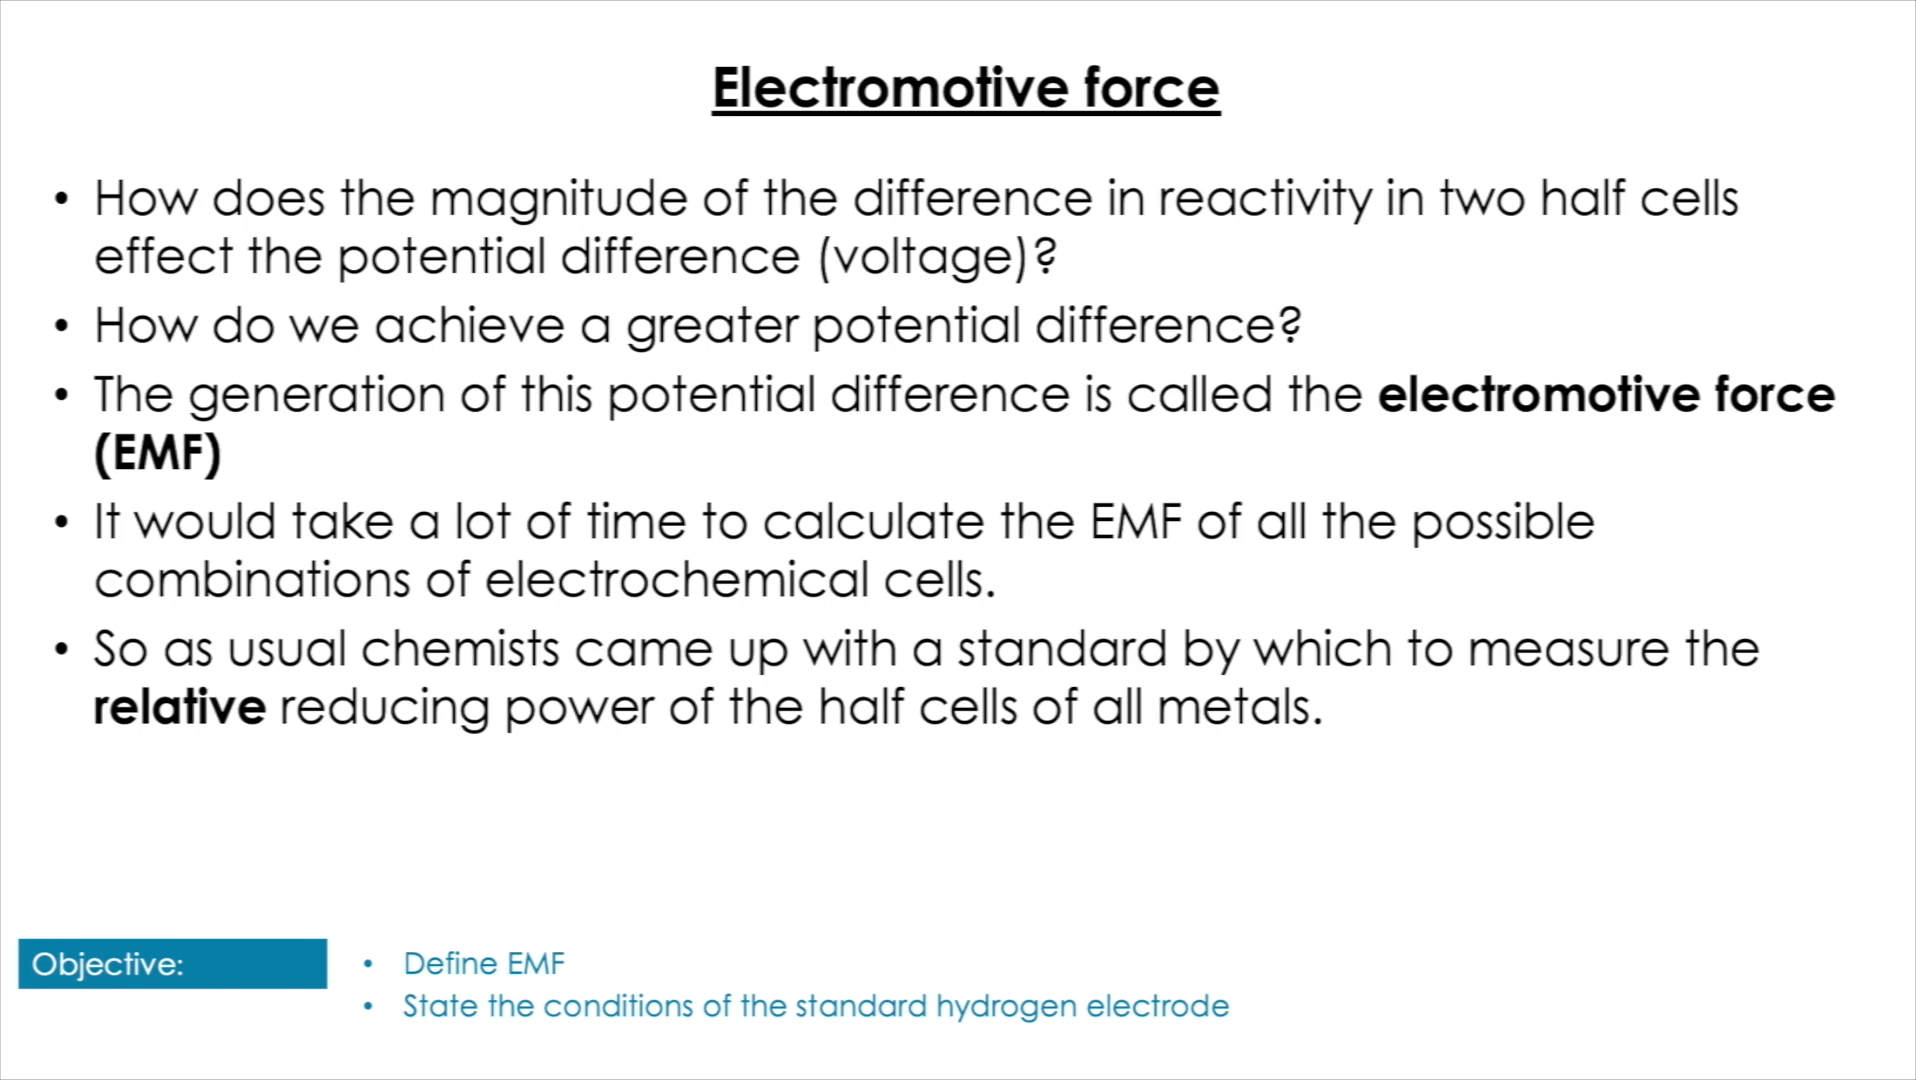 Electromotive force
• How does the magnitude of the difference in reactivity in two half cells
effect the potential difference (voltage)?
• How do we achieve a greater potential difference?
• The generation of this potential difference is called the electromotive force
(EMF)
• It would take a lot of time to calculate the EMF of all the possible
combinations of electrochemical cells.
• So as usual chemists came up with a standard by which to measure the
relative reducing power of the half cells of all metals.
Objective:
• Define EMF
• State the conditions of the standard hydrogen electrode